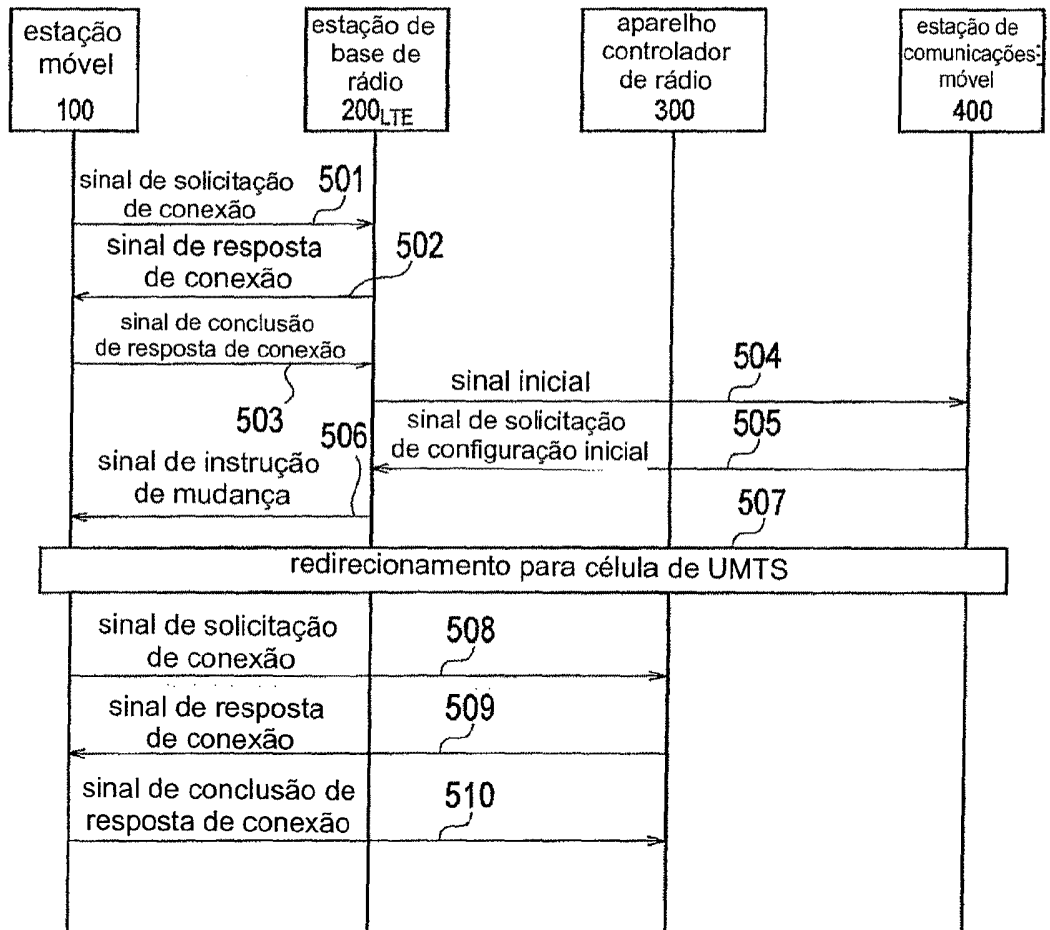 estação
móvel
100
estação de
base de
rádio
200LTE
aparelho
controlador
de rádio
300
estação de
comunicações
móvel
400
sinal de solicitação
de conexão
501
sinal de resposta
de conexão
502
sinal de conclusão
de resposta de conexão
503
sinal inicial
504
sinal de solicitação
de configuração inicial
505
sinal de instrução
de mudança
506
507
redirecionamento para célula de UMTS
sinal de solicitação
de conexão
508
sinal de resposta
de conexão
509
sinal de conclusão de
resposta de conexão
510